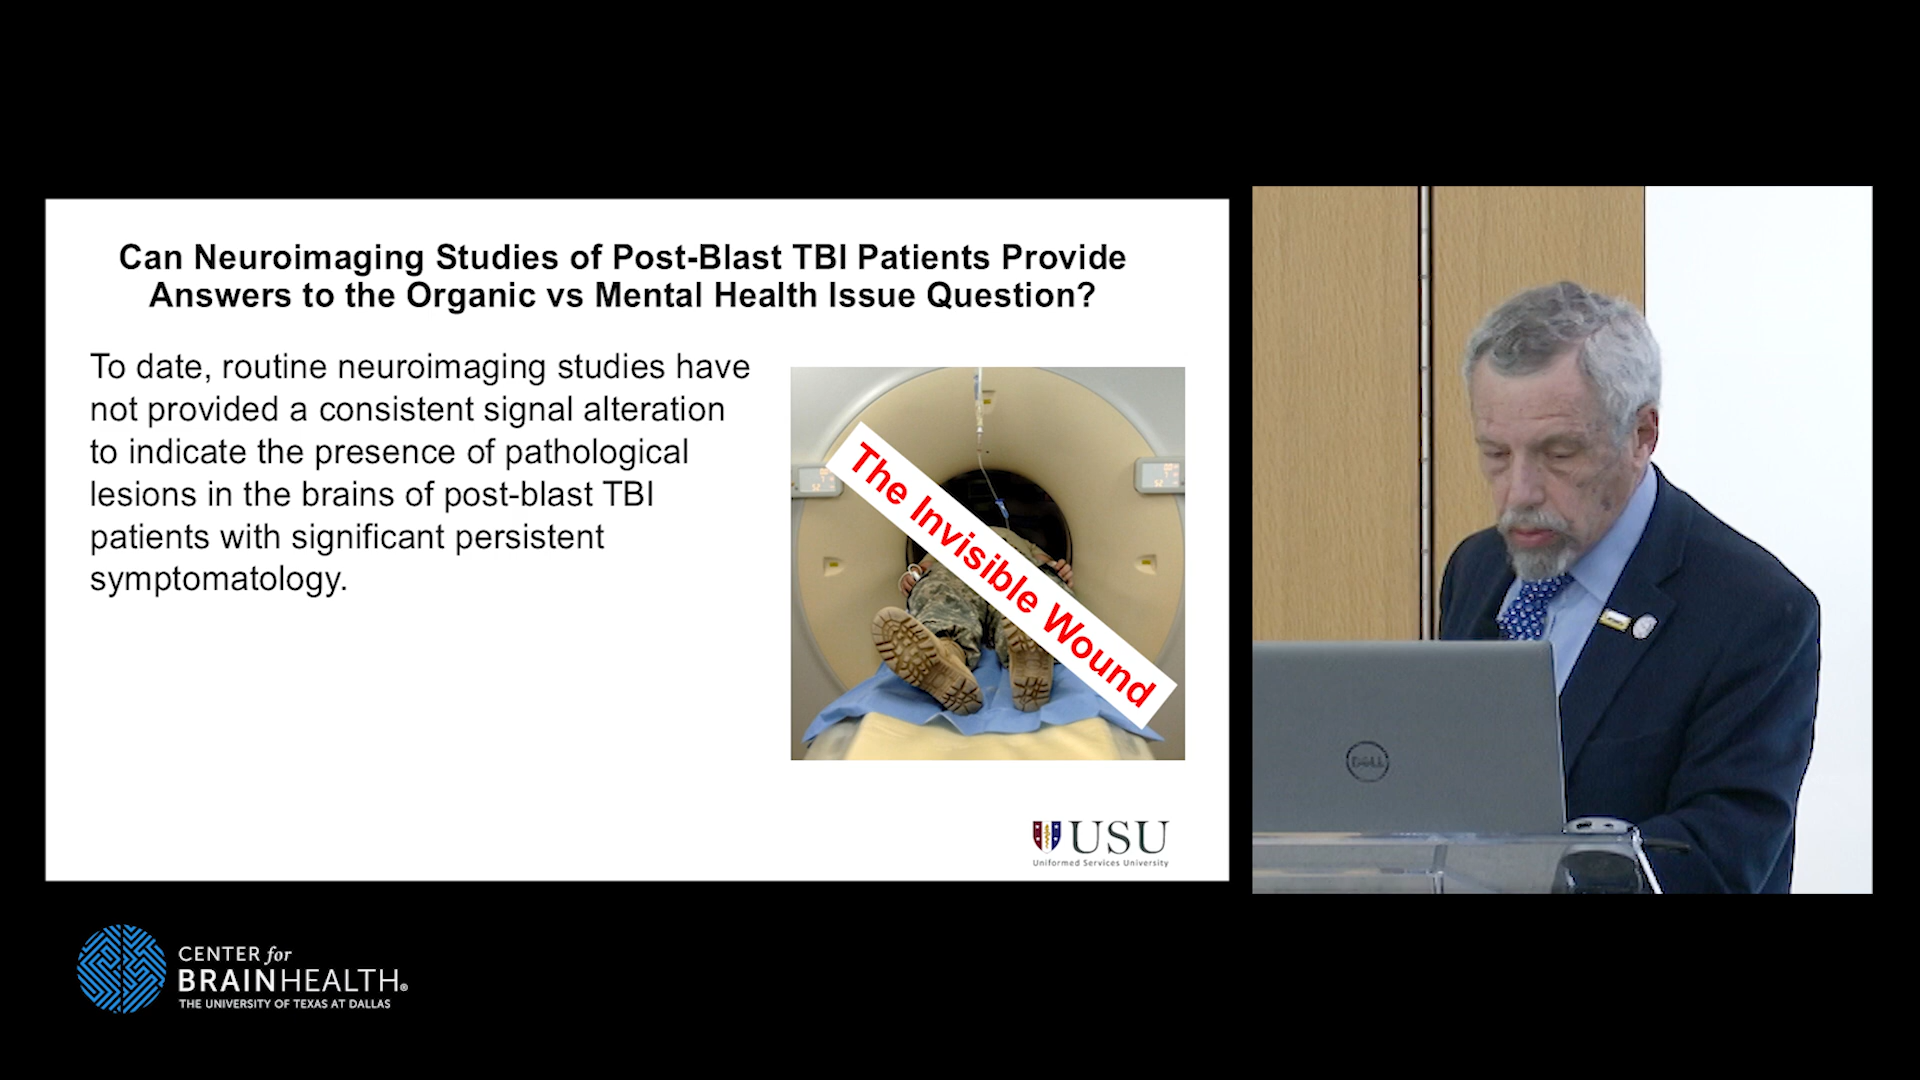 Can Neuroimaging Studies of Post-Blast TBI Patients Provide
Answers to the Organic vs Mental Health Issue Question?
To date, routine neuroimaging studies have
not provided a consistent signal alteration
to indicate the presence of pathological
lesions in the brains of post-blast TBI
patients with significant persistent
symptomatology.
The Invisible Wound
USU
Uniformed Services University
DELL
CENTER for
BRAINHEALTH®
THE UNIVERSITY OF TEXAS AT DALLAS